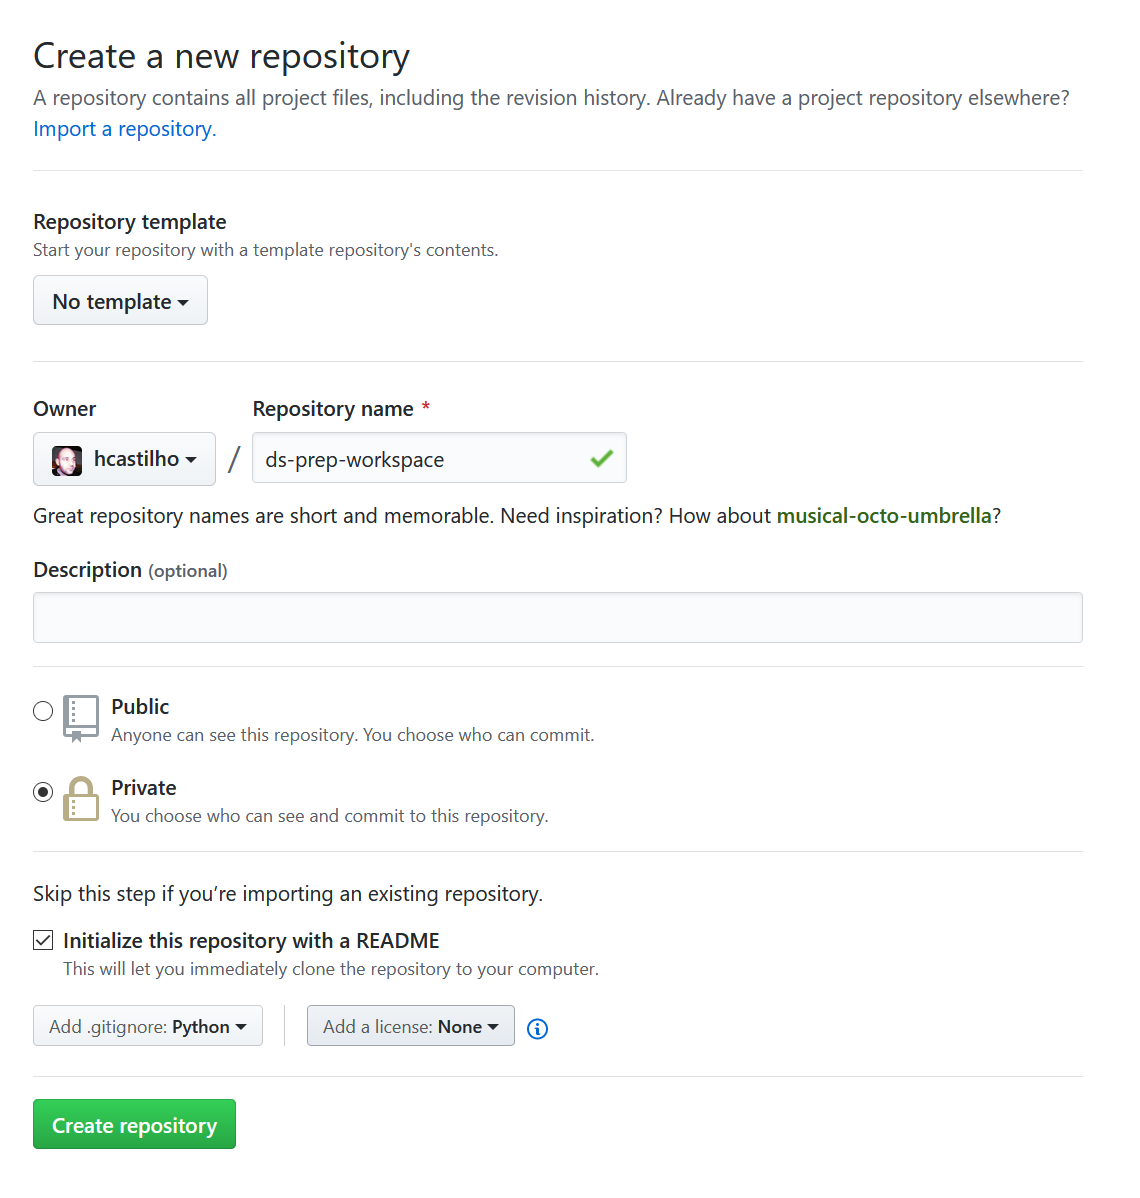 Create a new repository
A repository contains all project files, including the revision history. Already have a project repository elsewhere?
Import a repository.
Repository template
Start your repository with a template repository's contents.
No template
Owner
Repository name *
hcastilho
/
ds-prep-workspace
Great repository names are short and memorable. Need inspiration? How about musical-octo-umbrella?
Description (optional)
Public
Anyone can see this repository. You choose who can commit.
Private
You choose who can see and commit to this repository.
Skip this step if you’re importing an existing repository.
Initialize this repository with a README
This will let you immediately clone the repository to your computer.
Add .gitignore: Python
Add a license: None
Create repository